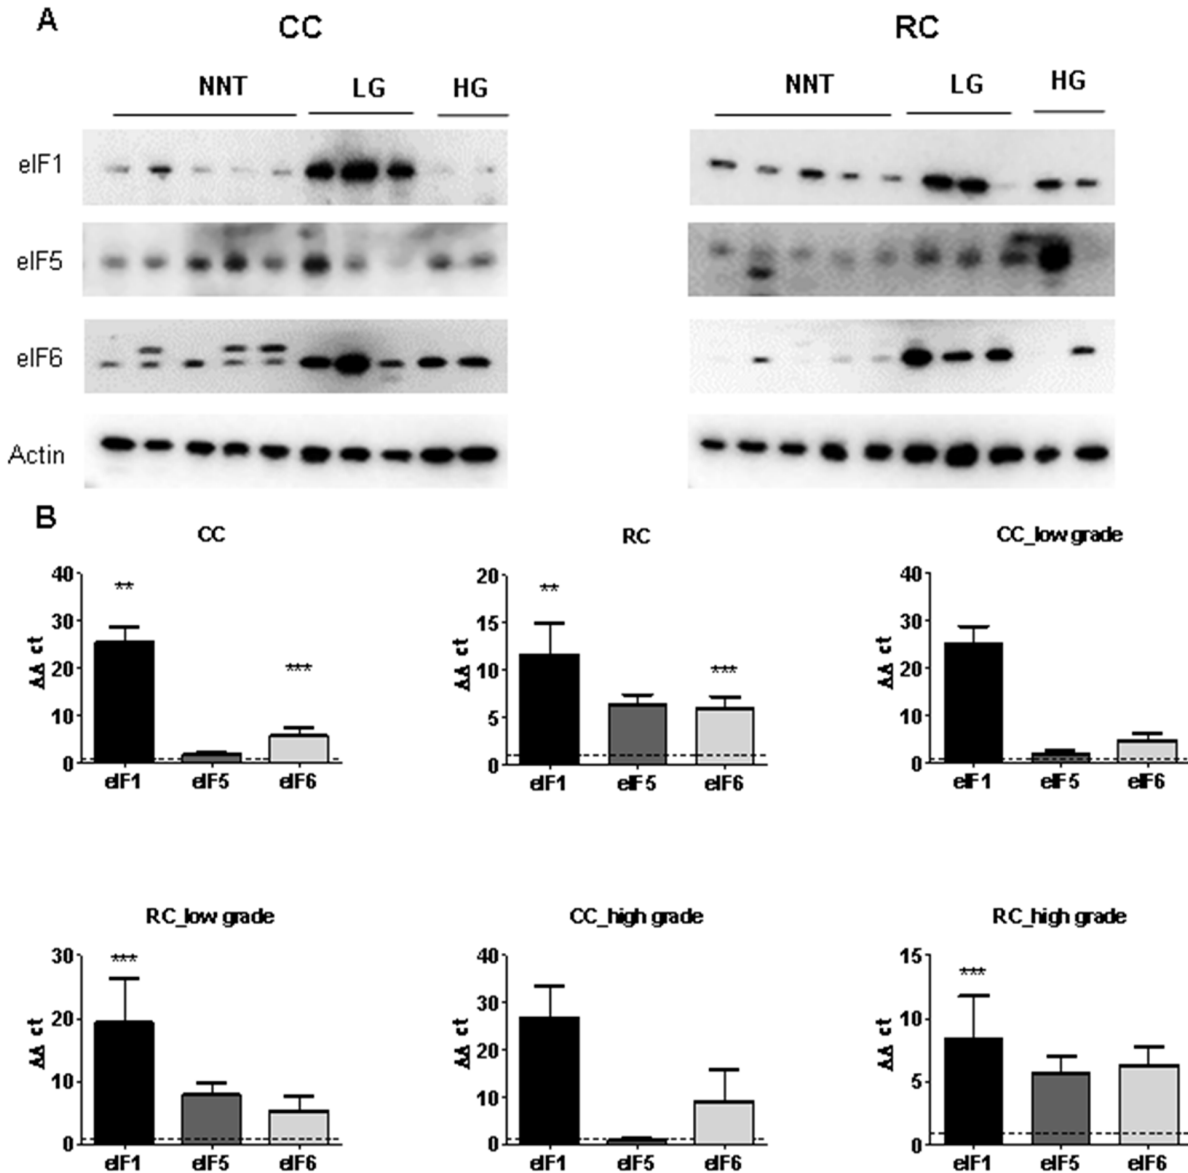 A
CC
RC
NNT LG HG
NNT LG HG
eIF1
eIF5
eIF6
Actin
B
CC
40
30
20
10
0
ΔΔ ct
**
***
eIF1 eIF5 eIF6
RC
20
15
10
5
0
ΔΔ ct
**
***
eIF1 eIF5 eIF6
CC_low grade
40
30
20
10
0
ΔΔ ct
eIF1 eIF5 eIF6
RC_low grade
30
20
10
0
ΔΔ ct
***
eIF1 eIF5 eIF6
CC_high grade
40
30
20
10
0
ΔΔ ct
eIF1 eIF5 eIF6
RC_high grade
15
10
5
0
ΔΔ ct
***
eIF1 eIF5 eIF6